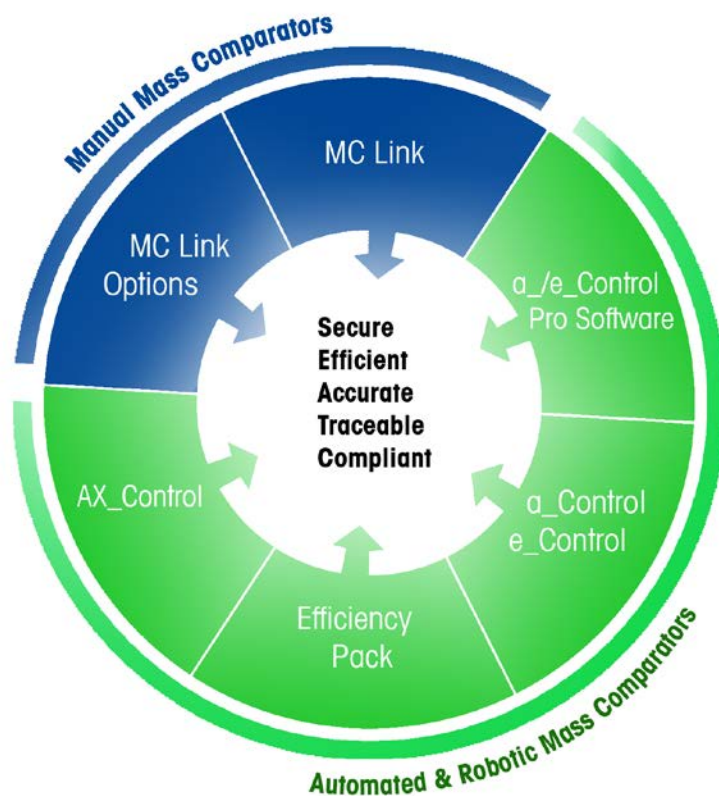 Manual Mass Comparators
MC Link
MC Link
Options
a_/e_Control
Pro Software
Secure
Efficient
Accurate
Traceable
Compliant
AX_Control
a_Control
e_Control
Efficiency
Pack
Automated & Robotic Mass Comparators